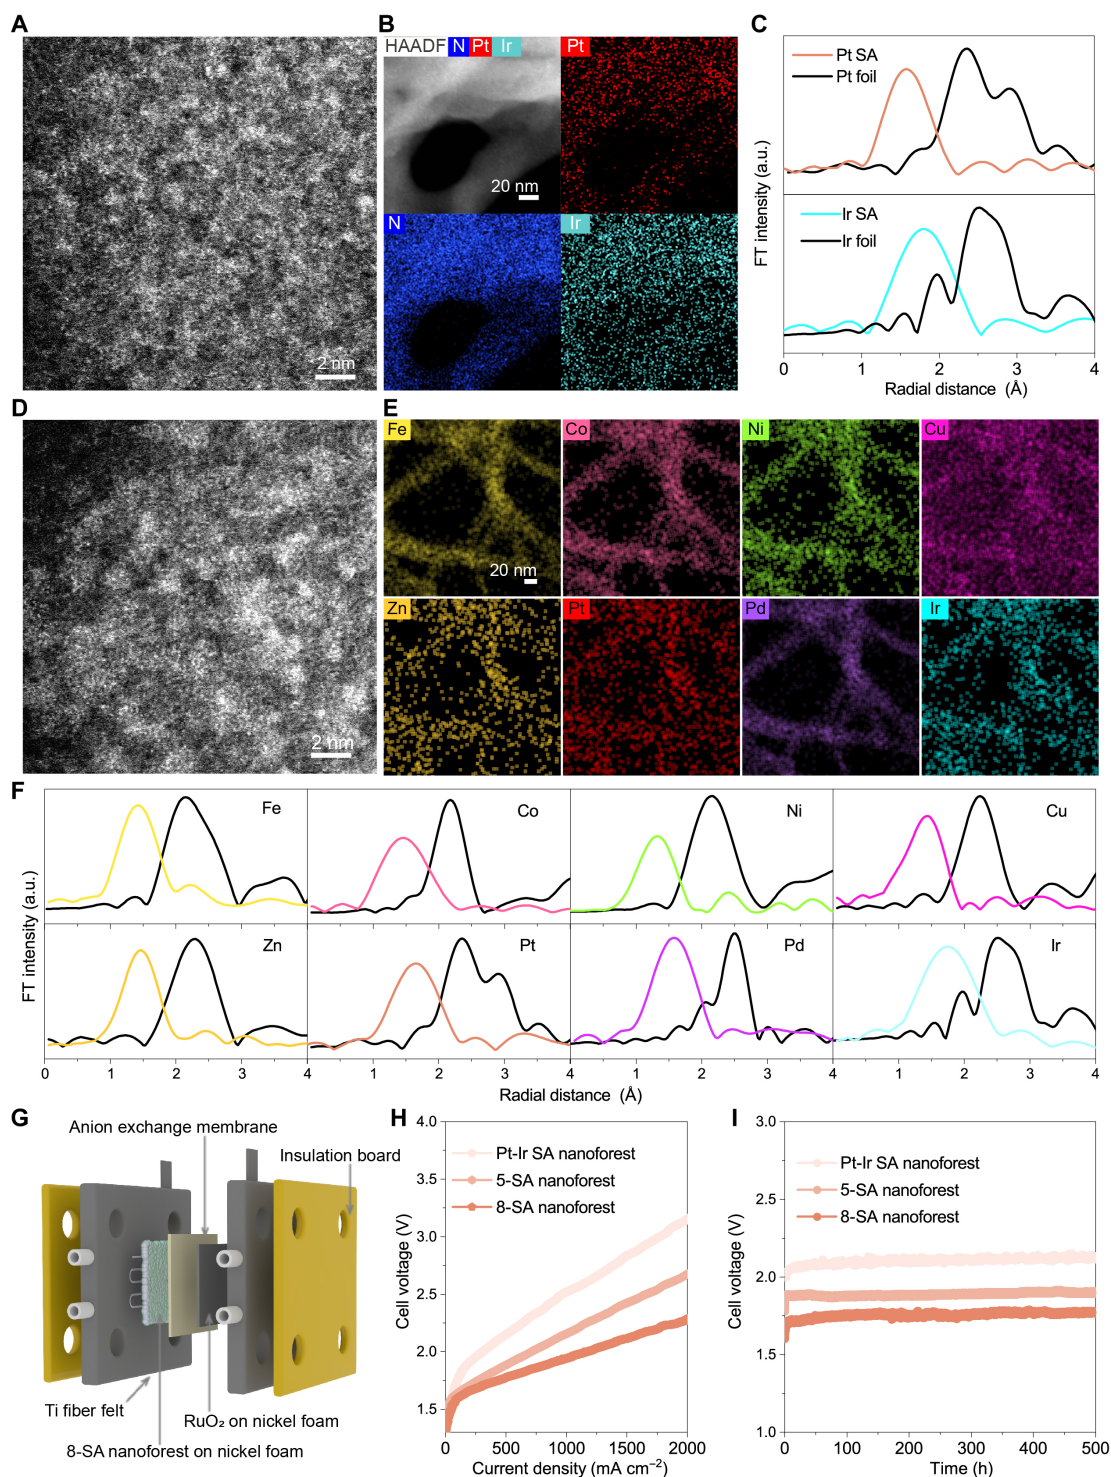 A
2 nm
B
HAADF N Pt Ir
20 nm
Pt
N
Ir
C
Pt SA
Pt foil
Ir SA
Ir foil
FT intensity (a.u.)
0 1 2 3 4
Radial distance (Å)
D
2 nm
E
Fe
20 nm
Co
Ni
Cu
Zn
Pt
Pd
Ir
F
Fe
Co
Ni
Cu
Zn
Pt
Pd
Ir
FT intensity (a.u.)
0 1 2 3 4 1 2 3 4 1 2 3 4 1 2 3 4
Radial distance (Å)
G
Anion exchange membrane
Insulation board
Ti fiber felt
RuO₂ on nickel foam
8-SA nanoforest on nickel foam
H
Pt-Ir SA nanoforest
5-SA nanoforest
8-SA nanoforest
Cell voltage (V)
4.0
3.5
3.0
2.5
2.0
1.5
0 500 1000 1500 2000
Current density (mA cm⁻²)
I
Pt-Ir SA nanoforest
5-SA nanoforest
8-SA nanoforest
Cell voltage (V)
3.0
2.5
2.0
1.5
1.0
0 100 200 300 400 500
Time (h)